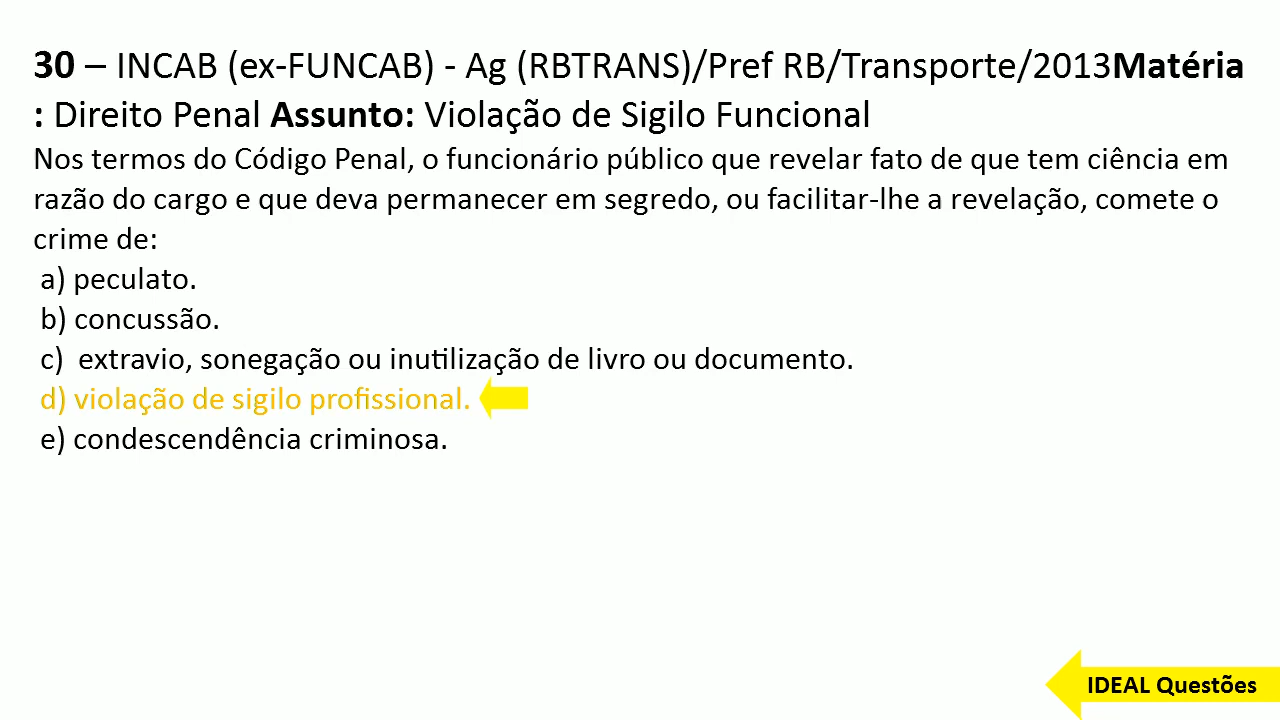 30 – INCAB (ex-FUNCAB) - Ag (RBTRANS)/Pref RB/Transporte/2013Matéria
: Direito Penal Assunto: Violação de Sigilo Funcional
Nos termos do Código Penal, o funcionário público que revelar fato de que tem ciência em
razão do cargo e que deva permanecer em segredo, ou facilitar-lhe a revelação, comete o
crime de:
a) peculato.
b) concussão.
c) extravio, sonegação ou inutilização de livro ou documento.
d) violação de sigilo profissional.
e) condescendência criminosa.
IDEAL Questões